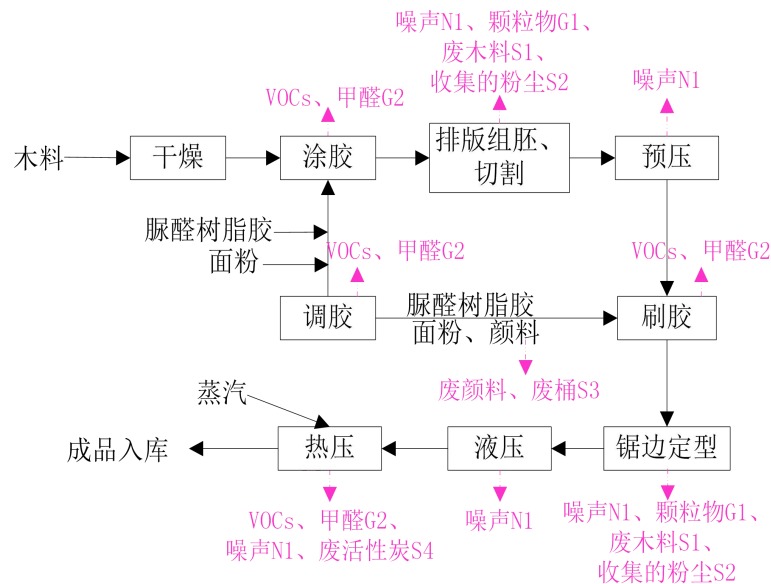 噪声N1、颗粒物G1、
废木料S1、
收集的粉尘S2
VOCs、甲醛G2
噪声N1
木料
干燥
涂胶
排版组胚、
切割
预压
脲醛树脂胶
面粉
VOCs、甲醛G2
VOCs、甲醛G2
调胶
脲醛树脂胶
面粉、颜料
刷胶
废颜料、废桶S3
蒸汽
成品入库
热压
液压
锯边定型
VOCs、甲醛G2、
噪声N1、废活性炭S4
噪声N1
噪声N1、颗粒物G1、
废木料S1、
收集的粉尘S2